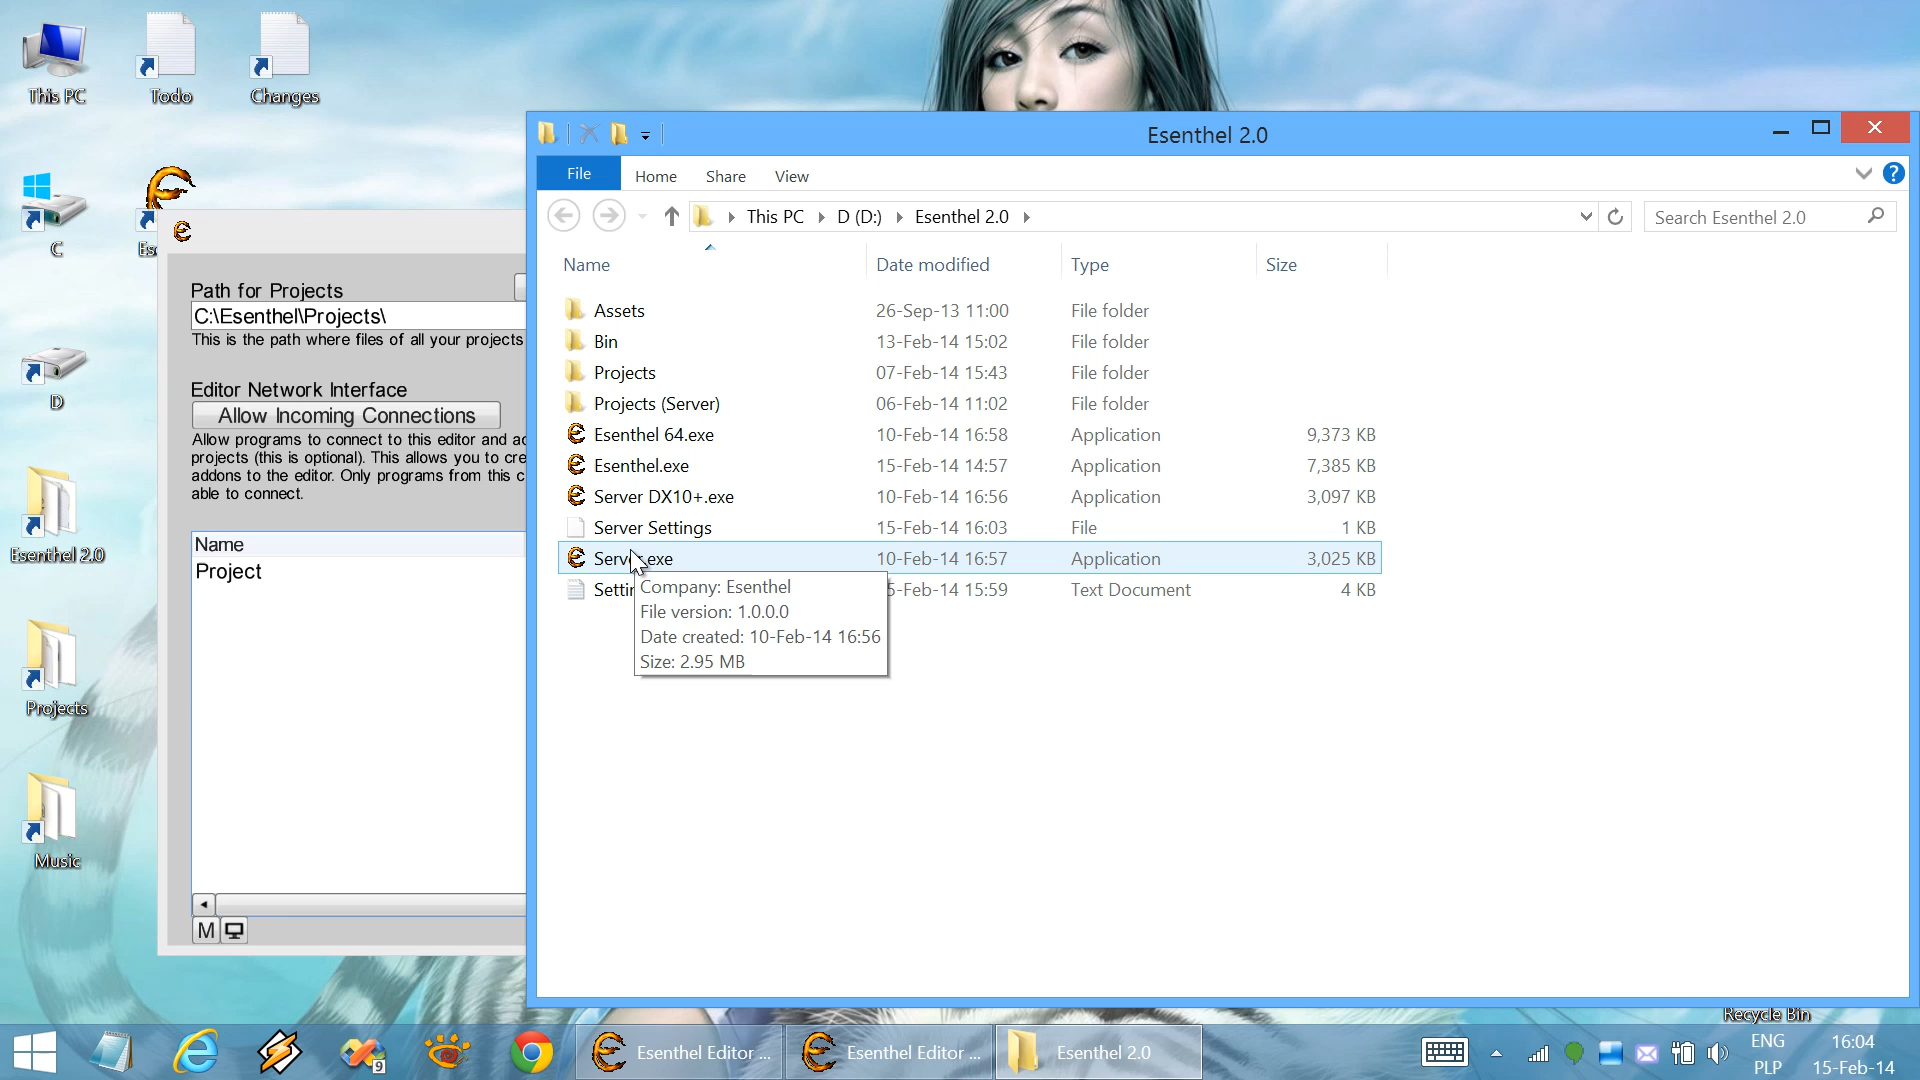 This PC
Todo
Changes
C
Es
D
Esenthel 2.0
Projects
Music
Path for Projects
C:\Esenthel\Projects\
This is the path where files of all your projects
Editor Network Interface
Allow Incoming Connections
Allow programs to connect to this editor and ac
projects (this is optional). This allows you to cre
addons to the editor. Only programs from this c
able to connect.
Name
Project
M
Esenthel 2.0
File Home Share View
This PC D (D:) Esenthel 2.0
Search Esenthel 2.0
Name Date modified Type Size
Assets 26-Sep-13 11:00 File folder
Bin 13-Feb-14 15:02 File folder
Projects 07-Feb-14 15:43 File folder
Projects (Server) 06-Feb-14 11:02 File folder
Esenthel 64.exe 10-Feb-14 16:58 Application 9,373 KB
Esenthel.exe 15-Feb-14 14:57 Application 7,385 KB
Server DX10+.exe 10-Feb-14 16:56 Application 3,097 KB
Server Settings 15-Feb-14 16:03 File 1 KB
Server.exe 10-Feb-14 16:57 Application 3,025 KB
Settin 5-Feb-14 15:59 Text Document 4 KB
Company: Esenthel
File version: 1.0.0.0
Date created: 10-Feb-14 16:56
Size: 2.95 MB
Recycle Bin
9
Esenthel Editor ...
Esenthel Editor ...
Esenthel 2.0
ENG
PLP
16:04
15-Feb-14